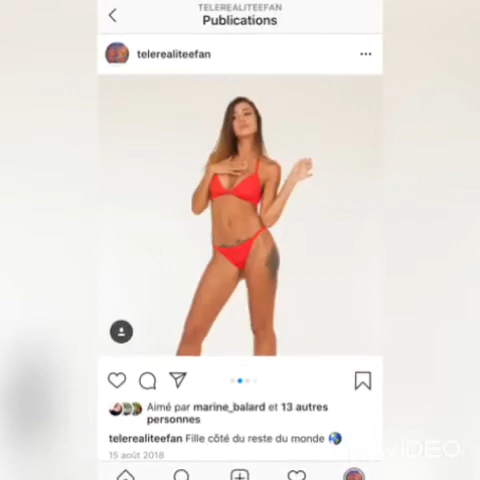 TELEREALITEEFAN
Publications
telerealiteefan
Aimé par marine_balard et 13 autres
personnes
telerealiteefan Fille côté du reste du monde
15 août 2018
VIDEO